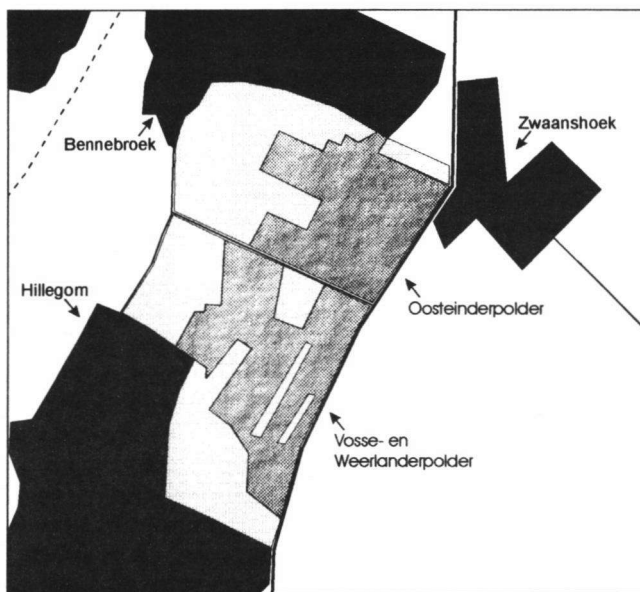 Bennebroek
Zwaanshoek
Hillegom
Oosteinderpolder
Vosse- en
Weerlanderpolder